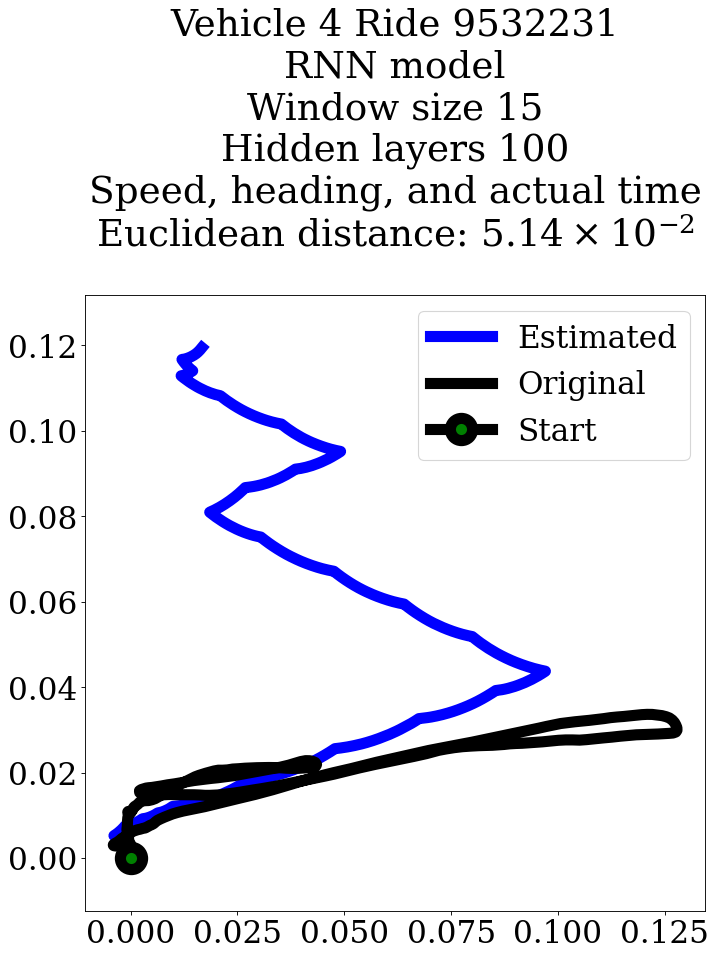 Vehicle 4 Ride 9532231
RNN model
Window size 15
Hidden layers 100
Speed, heading, and actual time
Euclidean distance: 5.14 × 10⁻²
Estimated
Original
Start
0.12
0.10
0.08
0.06
0.04
0.02
0.00
0.000 0.025 0.050 0.075 0.100 0.125